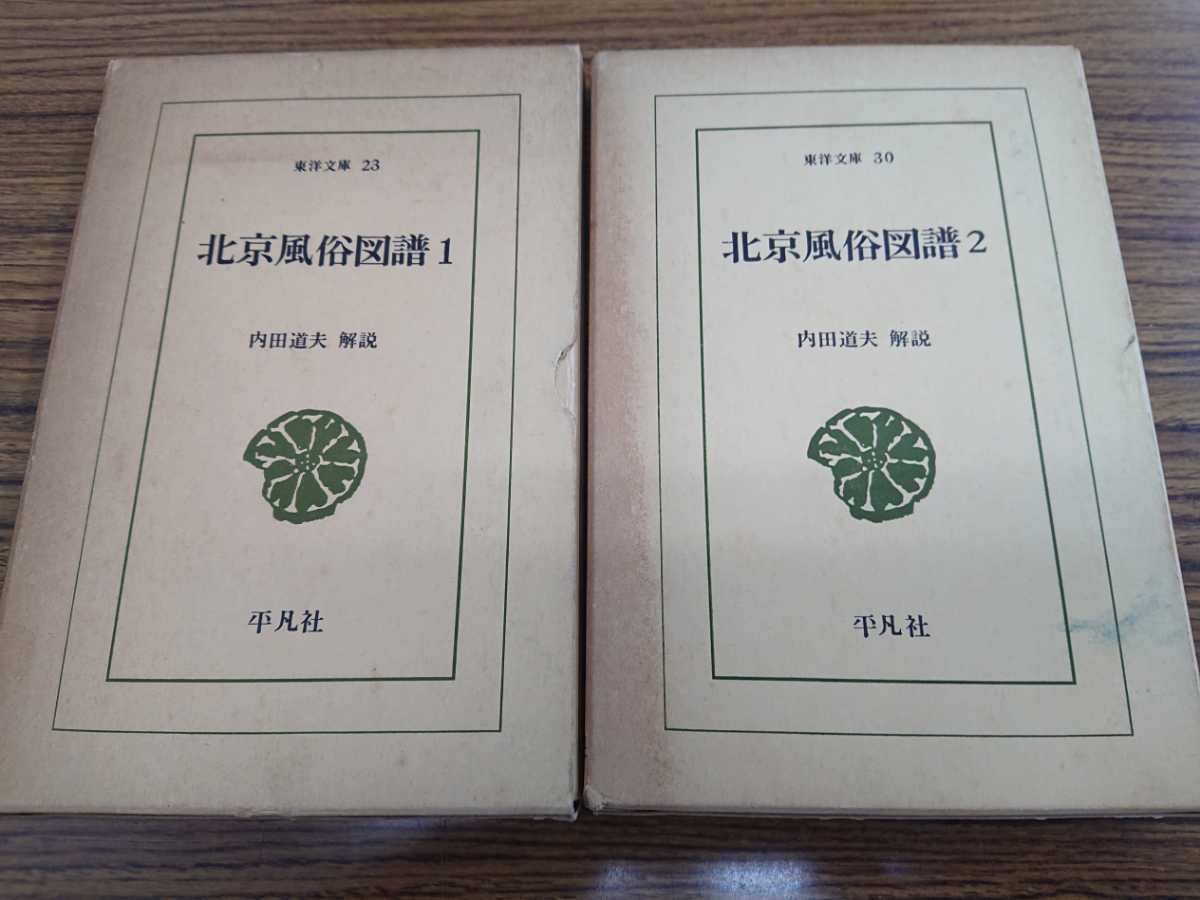 東洋文庫 23
北京風俗図譜1
内田道夫 解説
平凡社
東洋文庫 30
北京風俗図譜2
内田道夫 解説
平凡社